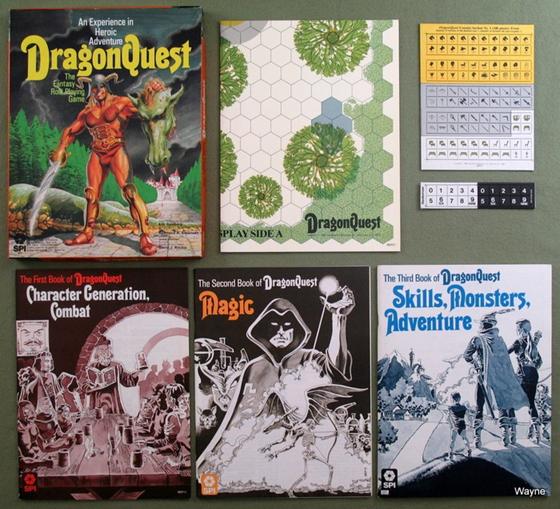 An Experience in
Heroic
Adventure
DragonQuest
The
Fantasy
Role Playing
Game
SPI
SPLAY SIDE A
DragonQuest
0 1 2 3 4 0 1 2 3 4
5 6 7 8 9 5 6 7 8 9
The First Book of DragonQuest
Character Generation,
Combat
SPI
The Second Book of DragonQuest
Magic
SPI
The Third Book of DragonQuest
Skills, Monsters,
Adventure
SPI
Wayne